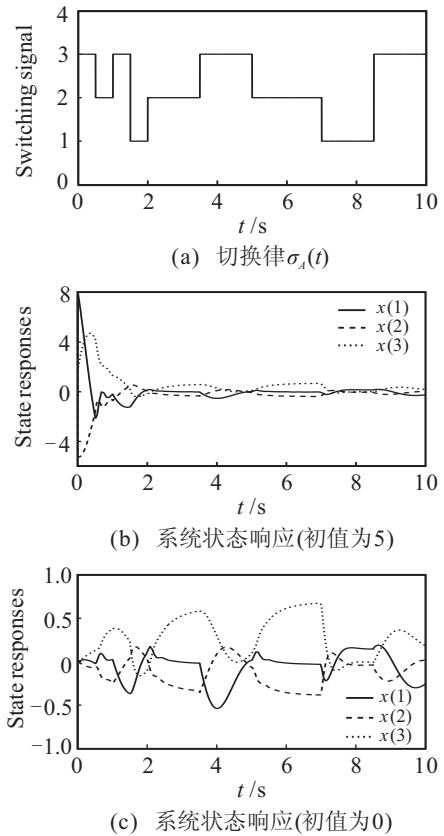 Switching signal
4
3
2
1
0
0 2 4 6 8 10
t /s
(a) 切换律σ_A(t)
State responses
8
4
0
−4
x(1)
x(2)
x(3)
0 2 4 6 8 10
t /s
(b) 系统状态响应(初值为5)
State responses
1.0
0.5
0
−0.5
−1.0
x(1)
x(2)
x(3)
0 2 4 6 8 10
t /s
(c) 系统状态响应(初值为0)